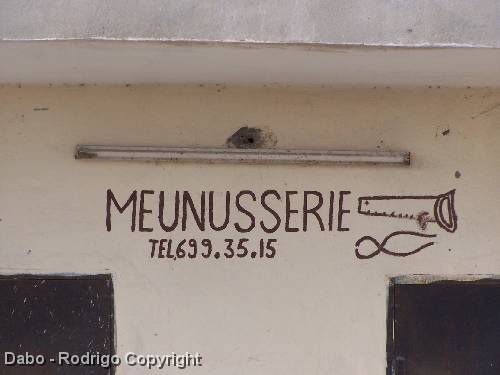 MEUNUSSERIE
TEL699.35.15
Dabo - Rodrigo Copyright